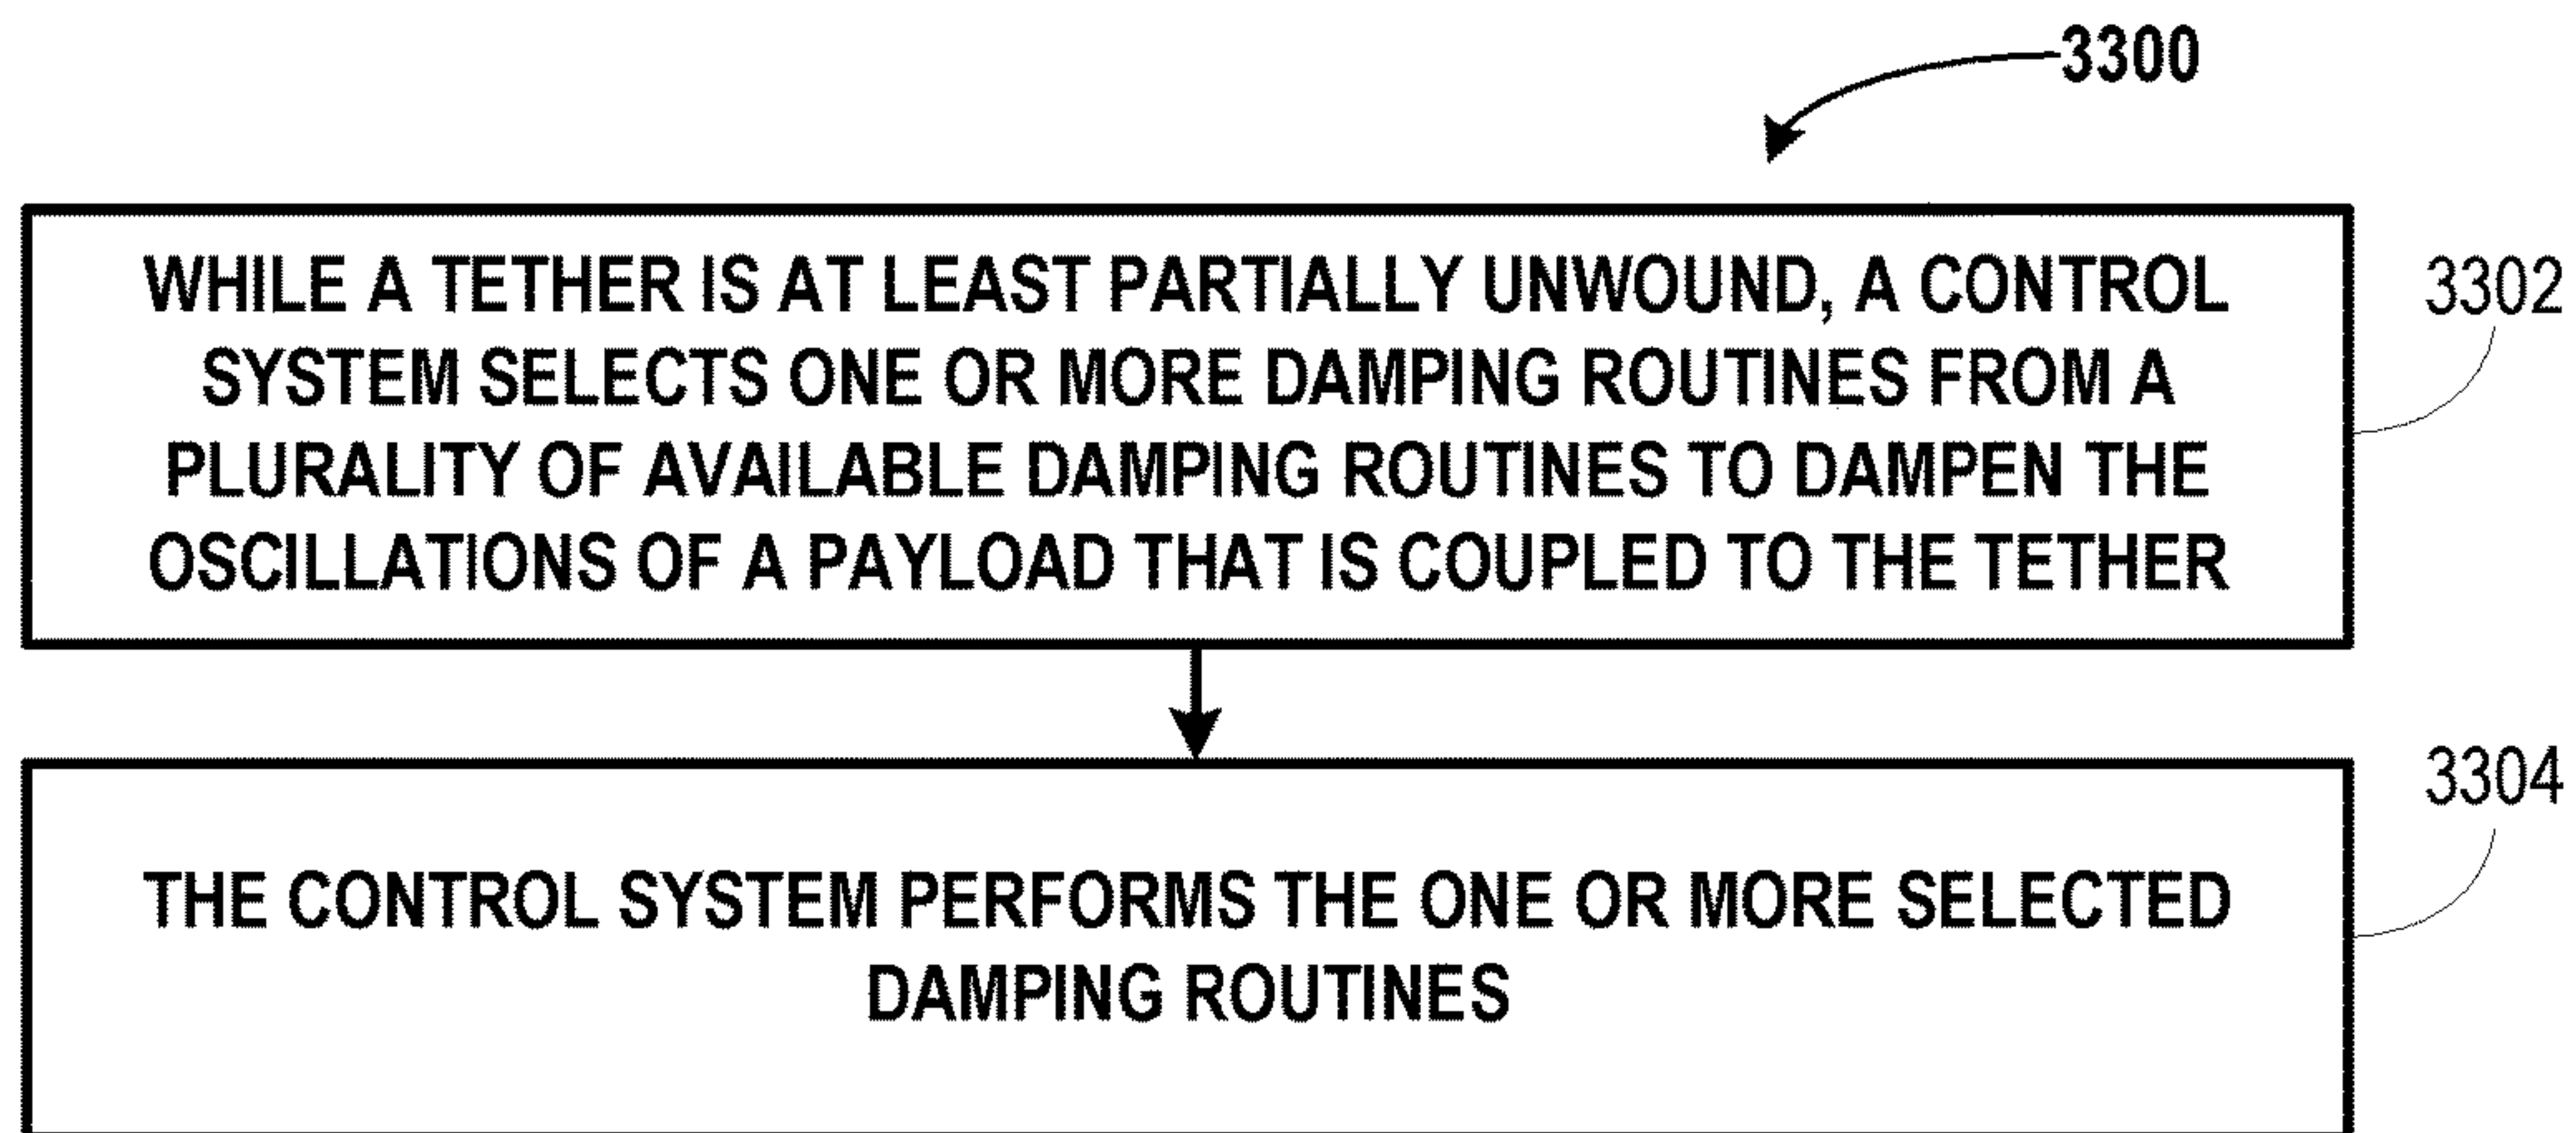 3300
WHILE A TETHER IS AT LEAST PARTIALLY UNWOUND, A CONTROL
SYSTEM SELECTS ONE OR MORE DAMPING ROUTINES FROM A
PLURALITY OF AVAILABLE DAMPING ROUTINES TO DAMPEN THE
OSCILLATIONS OF A PAYLOAD THAT IS COUPLED TO THE TETHER
3302
THE CONTROL SYSTEM PERFORMS THE ONE OR MORE SELECTED
DAMPING ROUTINES
3304